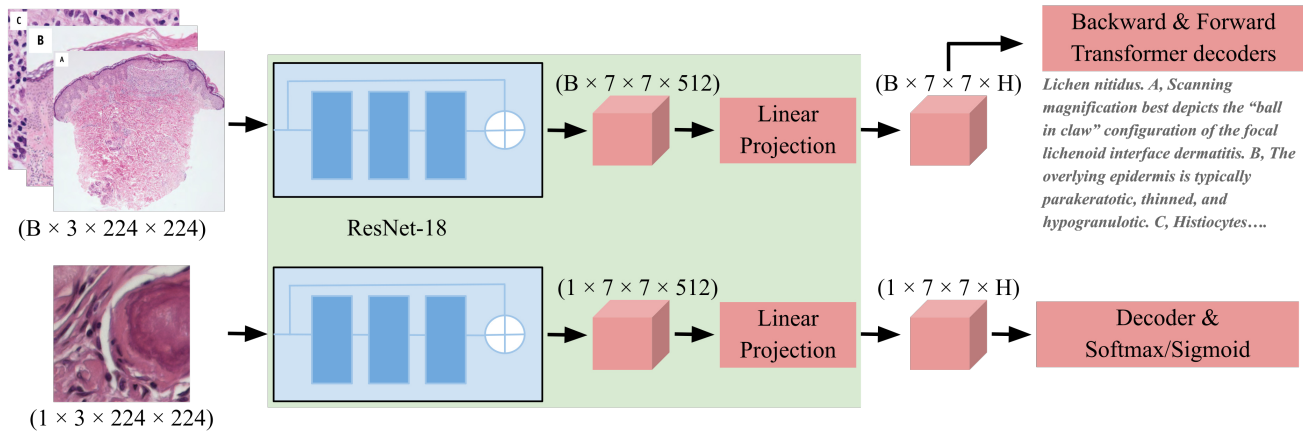 C
B
A
(B × 3 × 224 × 224)
ResNet-18
(B × 7 × 7 × 512)
Linear
Projection
(B × 7 × 7 × H)
Backward & Forward
Transformer decoders
Lichen nitidus. A, Scanning
magnification best depicts the “ball
in claw” configuration of the focal
lichenoid interface dermatitis. B, The
overlying epidermis is typically
parakeratotic, thinned, and
hypogranulotic. C, Histiocytes….
(1 × 3 × 224 × 224)
(1 × 7 × 7 × 512)
Linear
Projection
(1 × 7 × 7 × H)
Decoder &
Softmax/Sigmoid